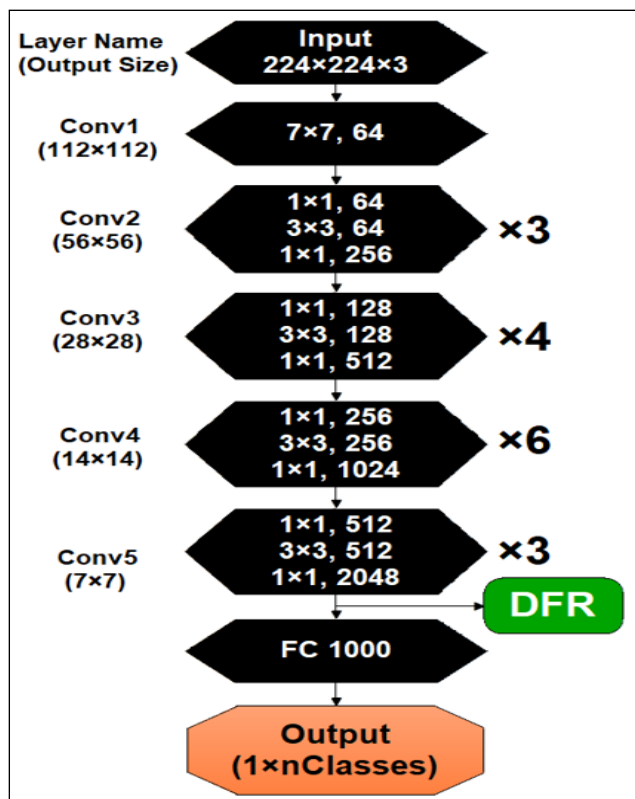 Layer Name
(Output Size)
Input
224×224×3
Conv1
(112×112)
7×7, 64
Conv2
(56×56)
1×1, 64
3×3, 64
1×1, 256
×3
Conv3
(28×28)
1×1, 128
3×3, 128
1×1, 512
×4
Conv4
(14×14)
1×1, 256
3×3, 256
1×1, 1024
×6
Conv5
(7×7)
1×1, 512
3×3, 512
1×1, 2048
×3
DFR
FC 1000
Output
(1×nClasses)